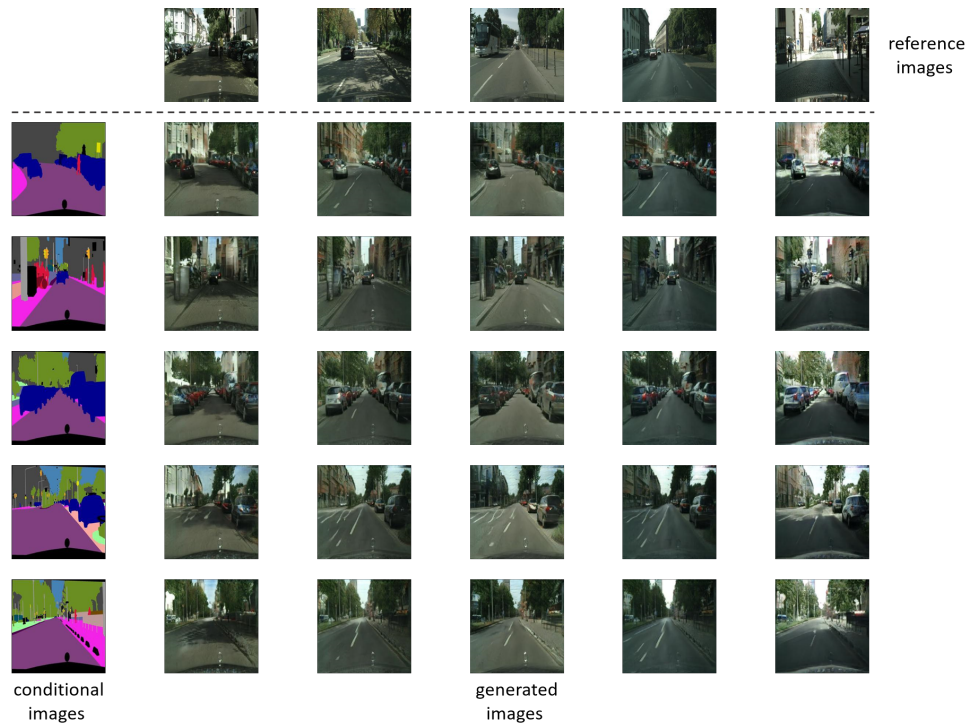 reference
images
conditional
images
generated
images